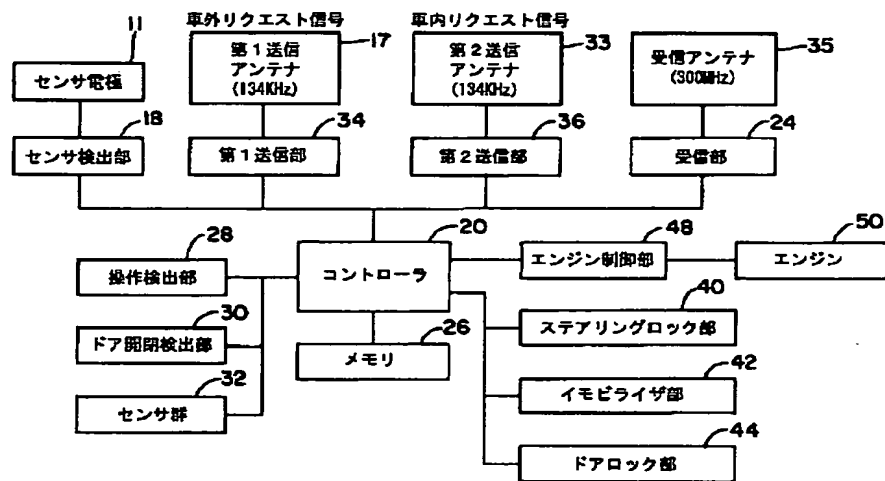 車外リクエスト信号
車内リクエスト信号
11
センサ電極
第1送信
アンテナ
(134KHz)
17
第2送信
アンテナ
(134KHz)
33
受信アンテナ
(300MHz)
35
18
センサ検出部
34
第1送信部
36
第2送信部
24
受信部
28
操作検出部
20
コントローラ
48
エンジン制御部
50
エンジン
30
ドア開閉検出部
26
メモリ
40
ステアリングロック部
32
センサ群
42
イモビライザ部
44
ドアロック部